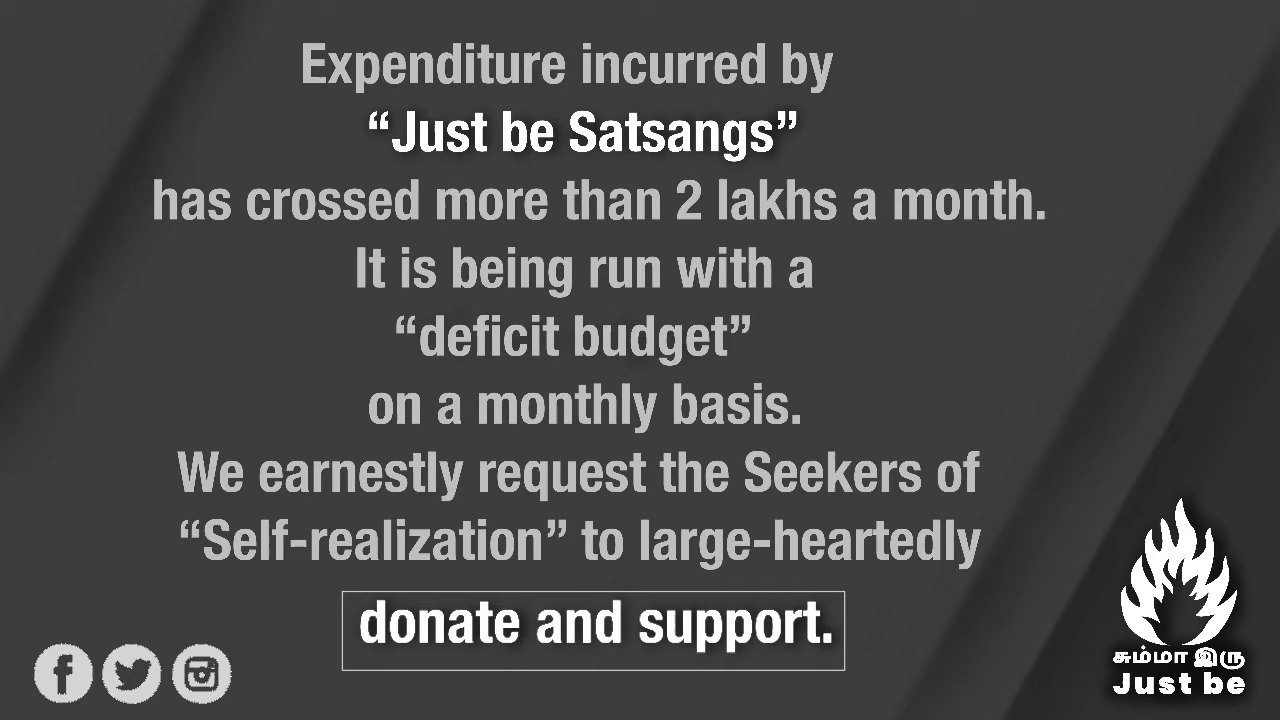 Expenditure incurred by
“Just be Satsangs”
has crossed more than 2 lakhs a month.
It is being run with a
“deficit budget”
on a monthly basis.
We earnestly request the Seekers of
“Self-realization” to large-heartedly
donate and support.
சும்மா இரு
Just be